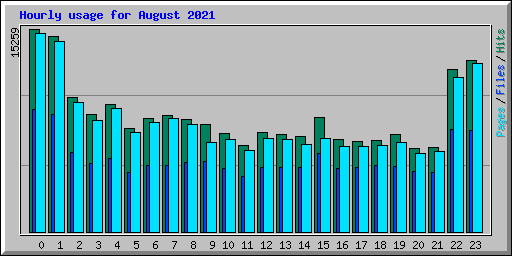 Hourly usage for August 2021
15259
Pages/Files/Hits
0 1 2 3 4 5 6 7 8 9 10 11 12 13 14 15 16 17 18 19 20 21 22 23